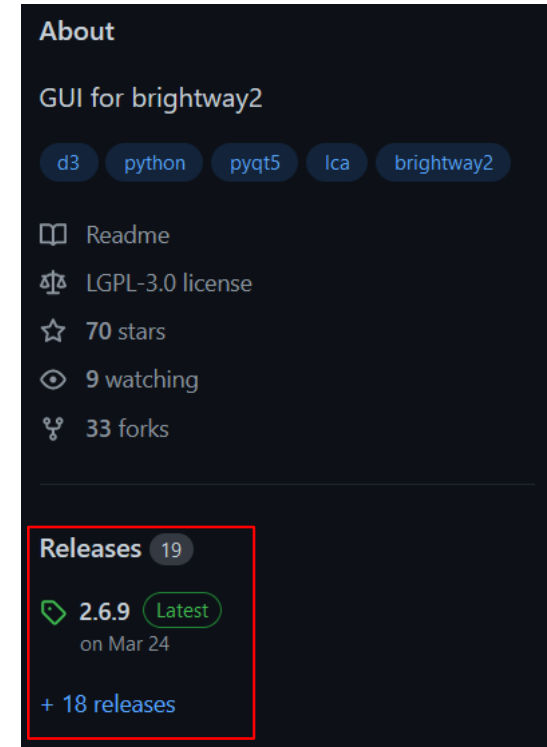 About
GUI for brightway2
d3 python pyqt5 lca brightway2
Readme
LGPL-3.0 license
70 stars
9 watching
33 forks
Releases 19
2.6.9 Latest
on Mar 24
+ 18 releases